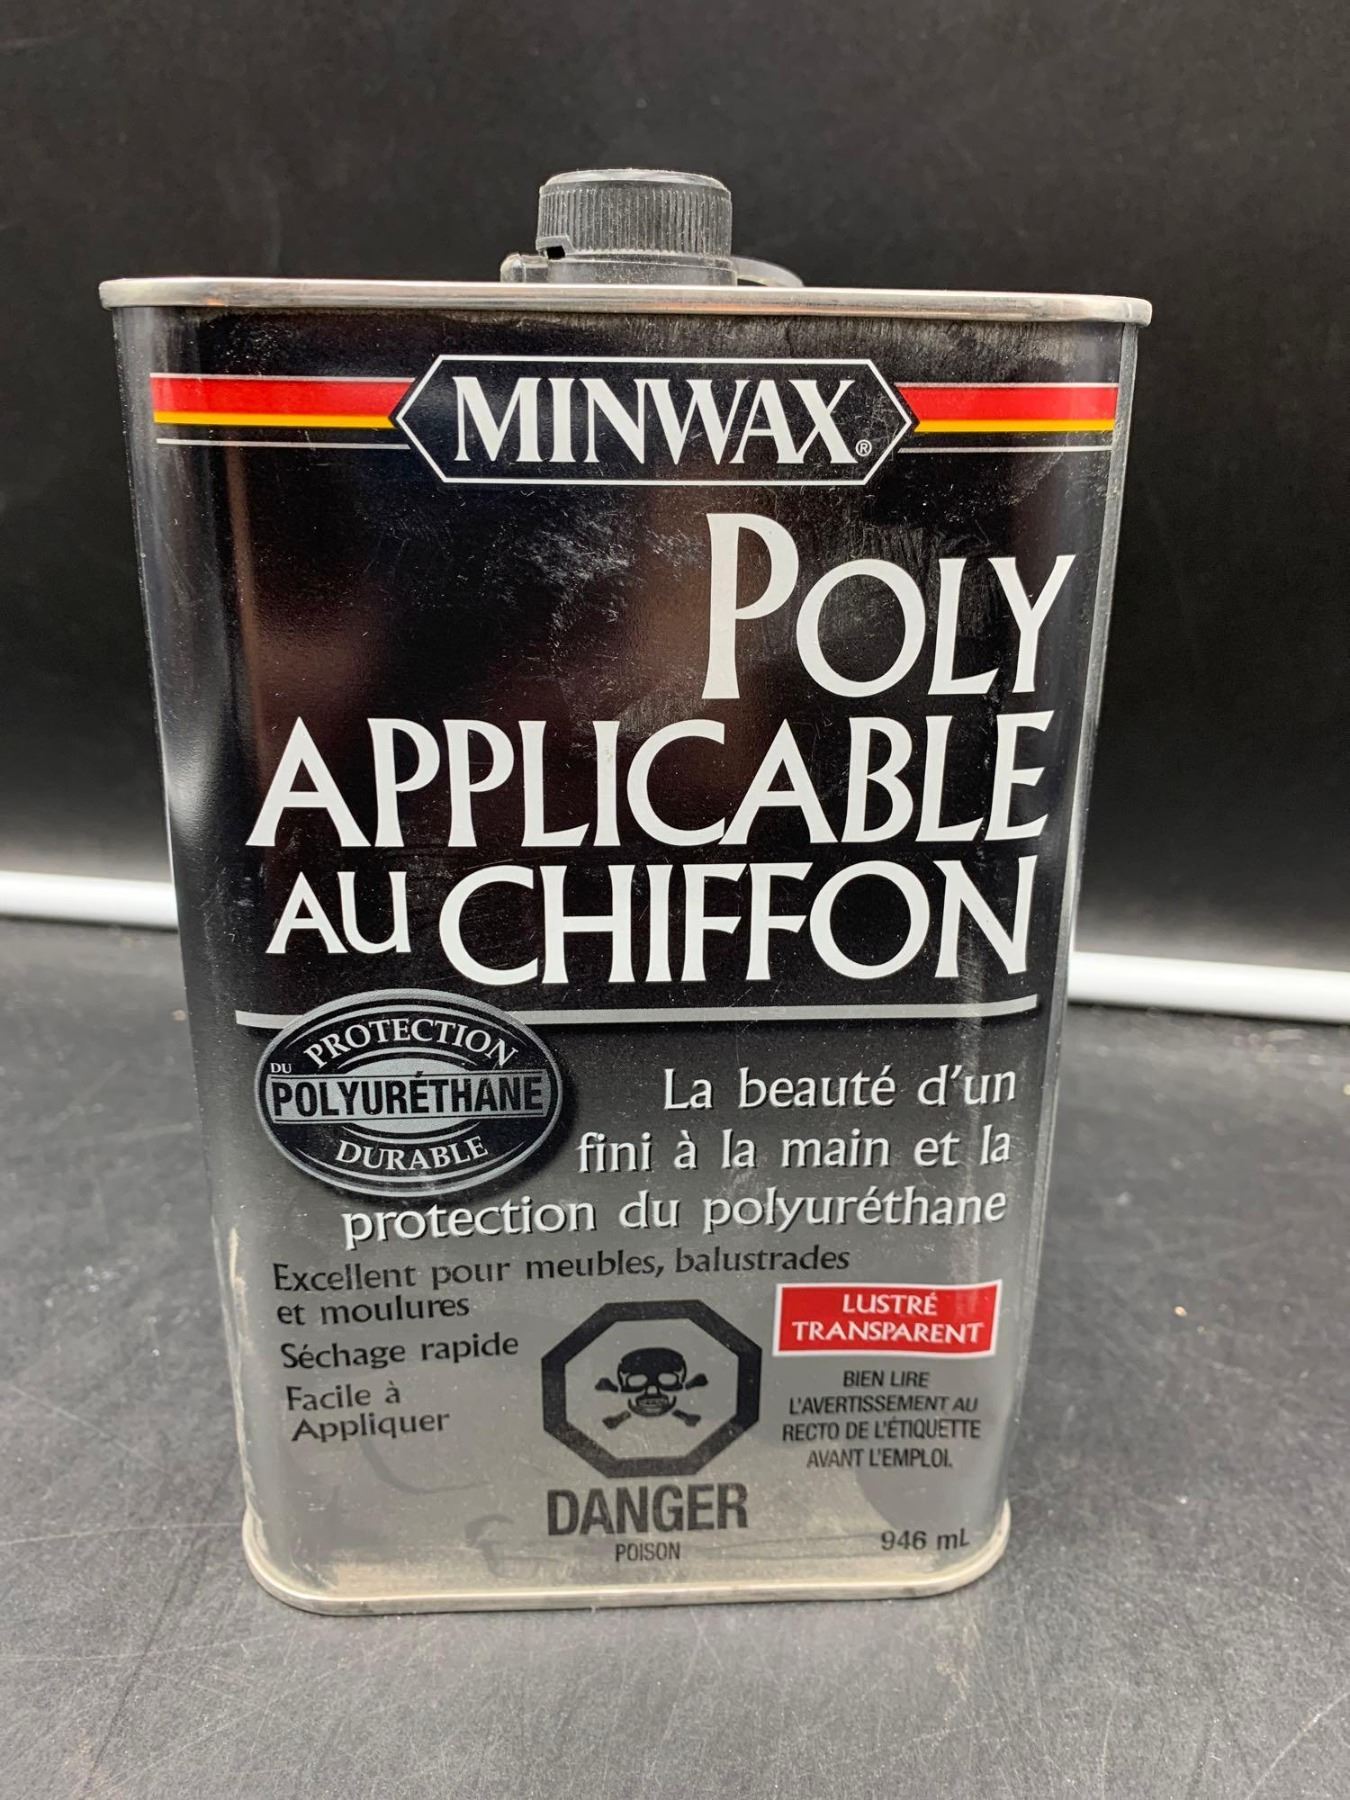 MINWAX®
POLY
APPLICABLE
AU CHIFFON
PROTECTION
DU
POLYURÉTHANE
DURABLE
La beauté d'un
fini à la main et la
protection du polyuréthane
Excellent pour meubles, balustrades
et moulures
Séchage rapide
Facile à
Appliquer
LUSTRÉ
TRANSPARENT
BIEN LIRE
L'AVERTISSEMENT AU
RECTO DE L'ÉTIQUETTE
AVANT L'EMPLOI.
DANGER
POISON
946 mL